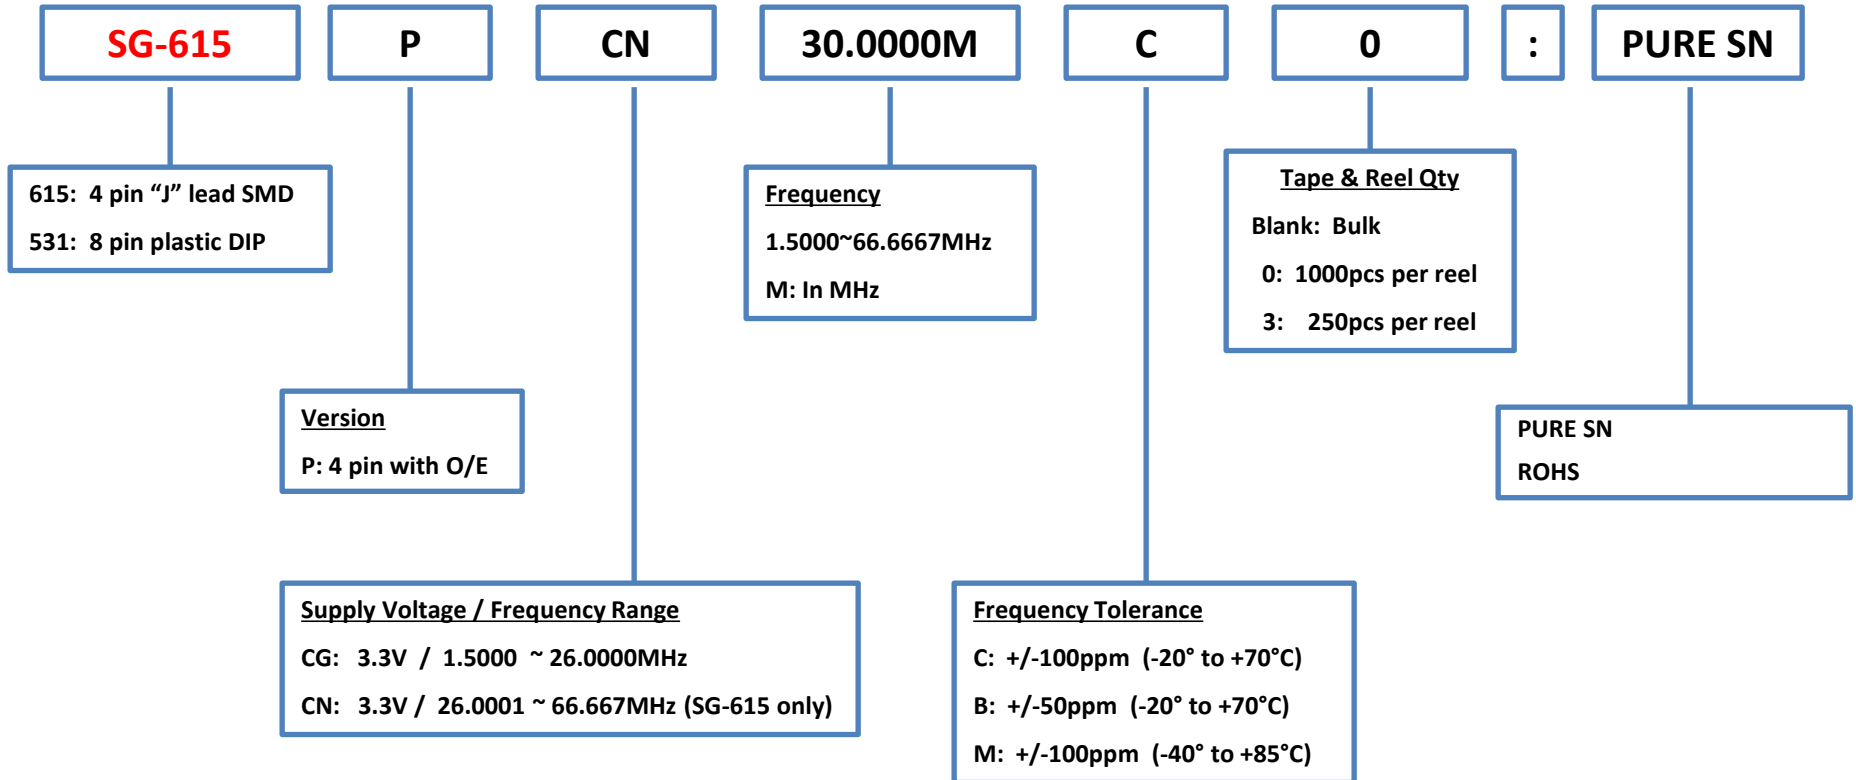 SG-615 P CN 30.0000M C 0 : PURE SN
615: 4 pin “J” lead SMD
531: 8 pin plastic DIP
Frequency
1.5000~66.6667MHz
M: In MHz
Tape & Reel Qty
Blank: Bulk
0: 1000pcs per reel
3: 250pcs per reel
Version
P: 4 pin with O/E
PURE SN
ROHS
Supply Voltage / Frequency Range
CG: 3.3V / 1.5000 ~ 26.0000MHz
CN: 3.3V / 26.0001 ~ 66.667MHz (SG-615 only)
Frequency Tolerance
C: +/-100ppm (-20° to +70°C)
B: +/-50ppm (-20° to +70°C)
M: +/-100ppm (-40° to +85°C)